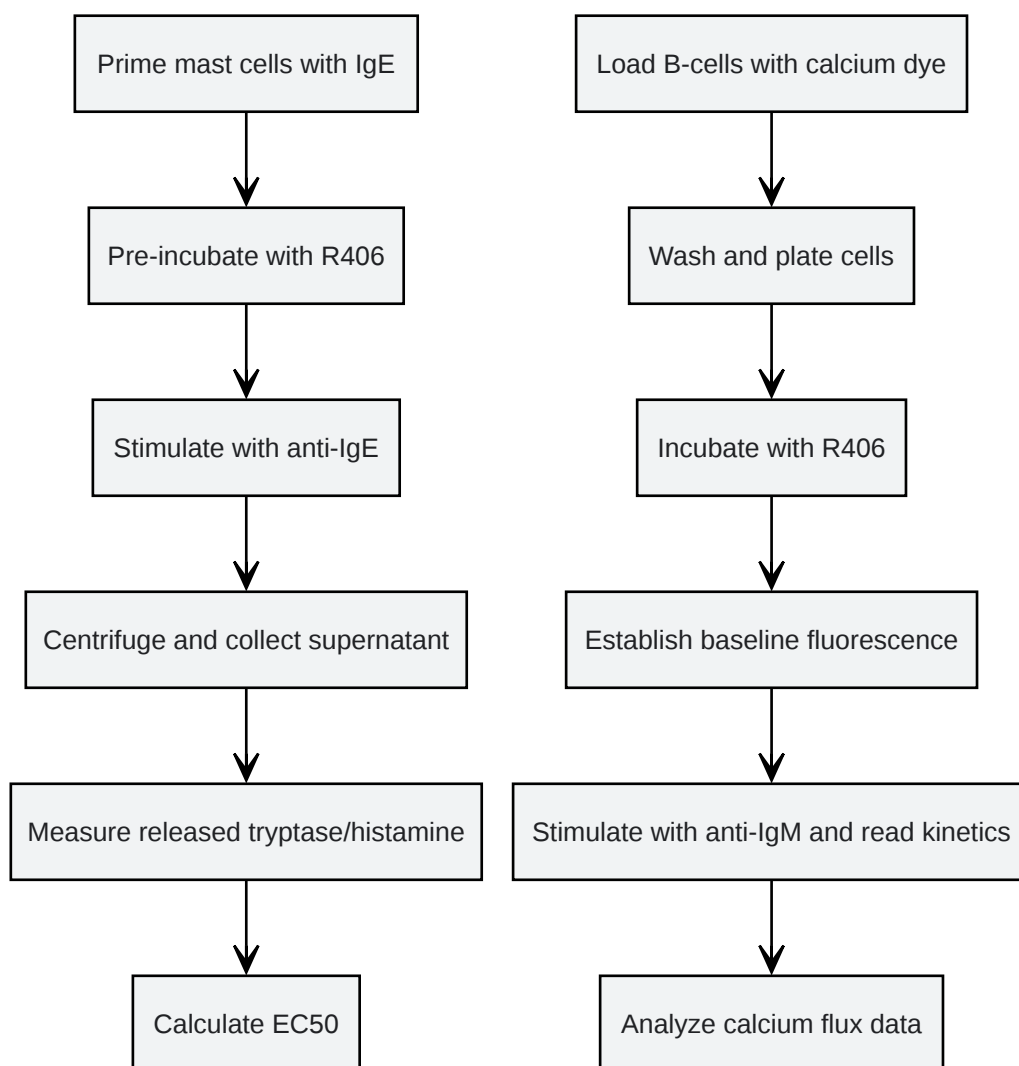 Prime mast cells with IgE
Pre-incubate with R406
Stimulate with anti-IgE
Centrifuge and collect supernatant
Measure released tryptase/histamine
Calculate EC50
Load B-cells with calcium dye
Wash and plate cells
Incubate with R406
Establish baseline fluorescence
Stimulate with anti-IgM and read kinetics
Analyze calcium flux data